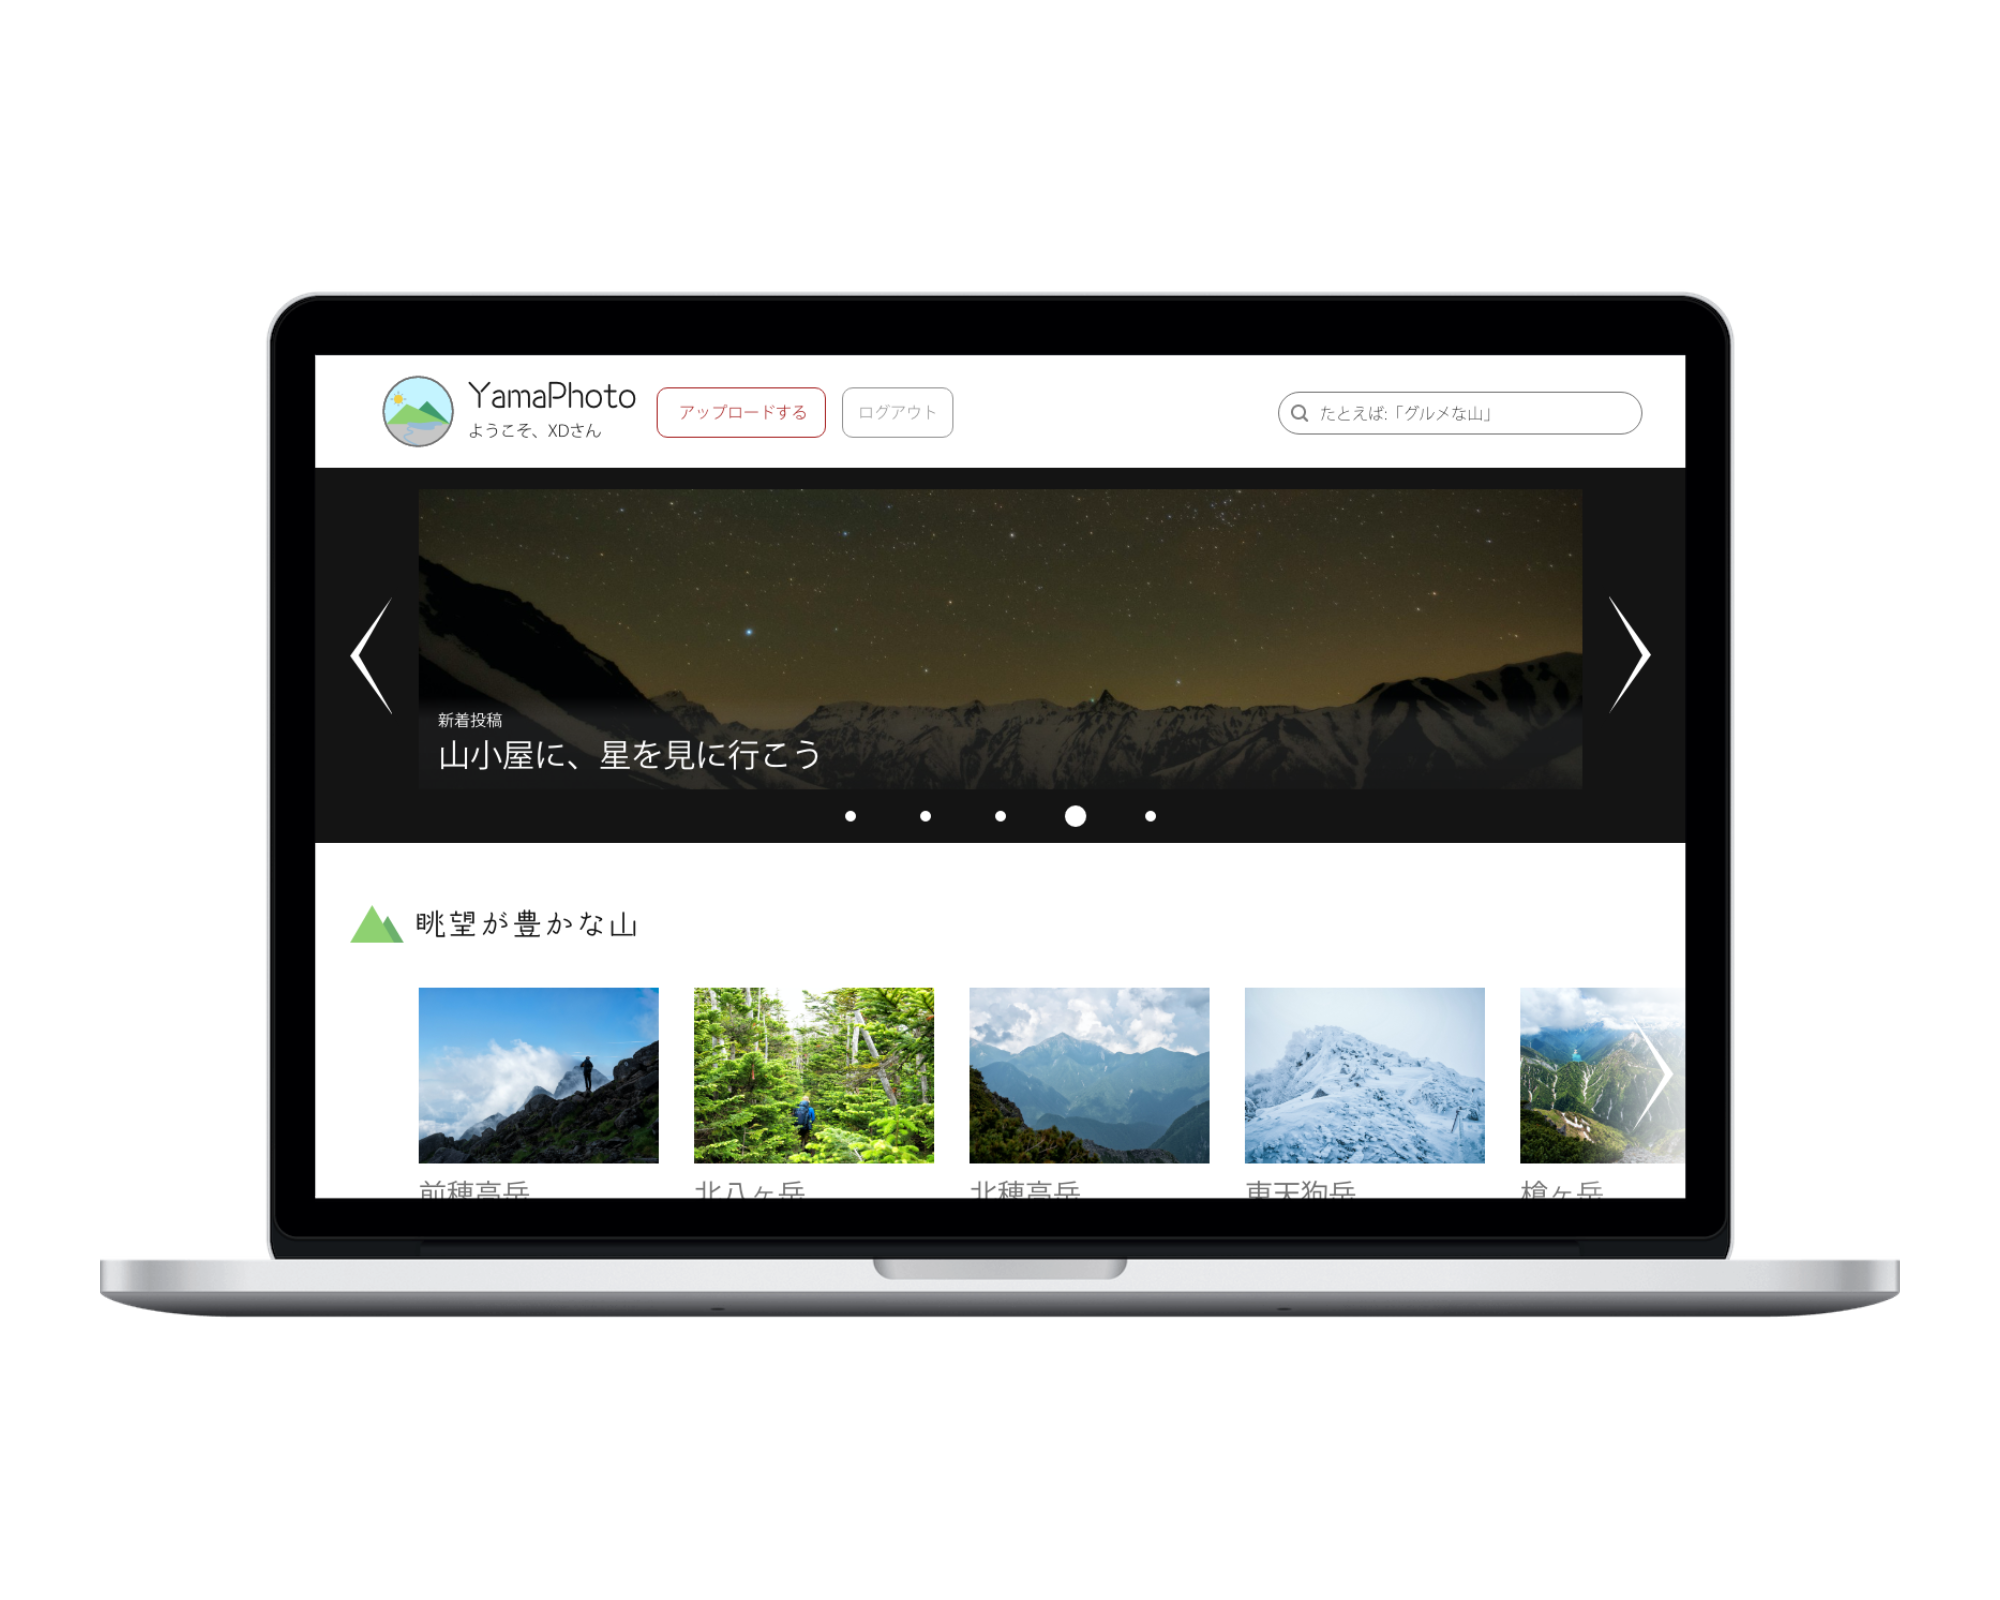 YamaPhoto
ようこそ、XDさん
アップロードする
ログアウト
たとえば:「グルメな山」
新着投稿
山小屋に、星を見に行こう
眺望が豊かな山
前穂高岳
北八ヶ岳
北穂高岳
東天狗岳
槍ヶ岳